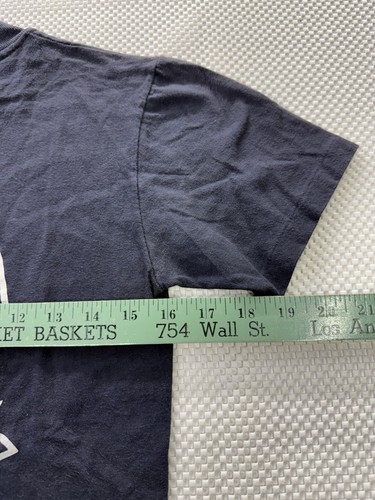 12 13 14 15 16 17 18 19 20 21
KET BASKETS 754 Wall St. Los An